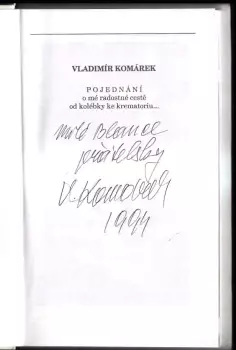 VLADIMÍR KOMÁREK
POJEDNÁNÍ
o mé radostné cestě
od kolébky ke krematoriu...
Milé Blance
přátelsky
V. Komárek
1994